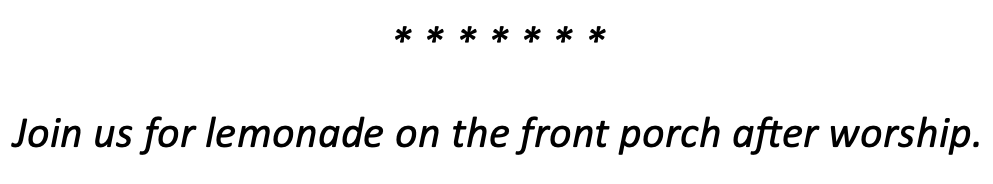 * * * * * * *
Join us for lemonade on the front porch after worship.